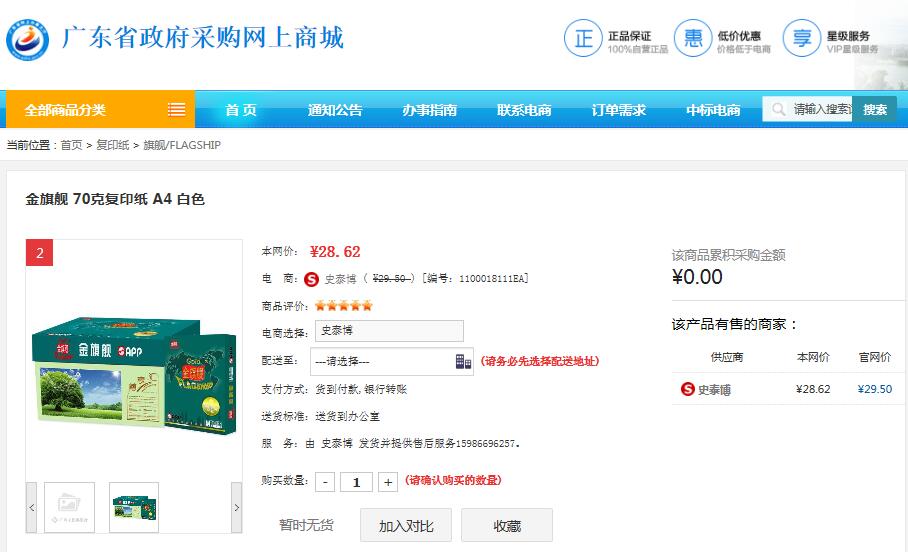 广东省政府采购网上商城
正 正品保证 100%自营正品
惠 低价优惠 价格低于电商
享 星级服务 VIP星级服务
全部商品分类 首页 通知公告 办事指南 联系电商 订单需求 中标电商 请输入搜索 搜索
当前位置：首页 > 复印纸 > 旗舰/FLAGSHIP
金旗舰 70克复印纸 A4 白色
2
金旗舰 APP
Gold
金旗舰
FLAGSHIP
本网价： ¥28.62
电 商： 史泰博 （ ¥29.50 ）[编号：1100018111EA]
商品评价：
电商选择： 史泰博
配送至： ---请选择--- (请务必先选择配送地址)
支付方式：货到付款,银行转账
送货标准：送货到办公室
服 务：由 史泰博 发货并提供售后服务15986696257。
购买数量： - 1 + (请确认购买的数量)
暂时无货 加入对比 收藏
该商品累积采购金额
¥0.00
该产品有售的商家：
供应商 本网价 官网价
史泰博 ¥28.62 ¥29.50